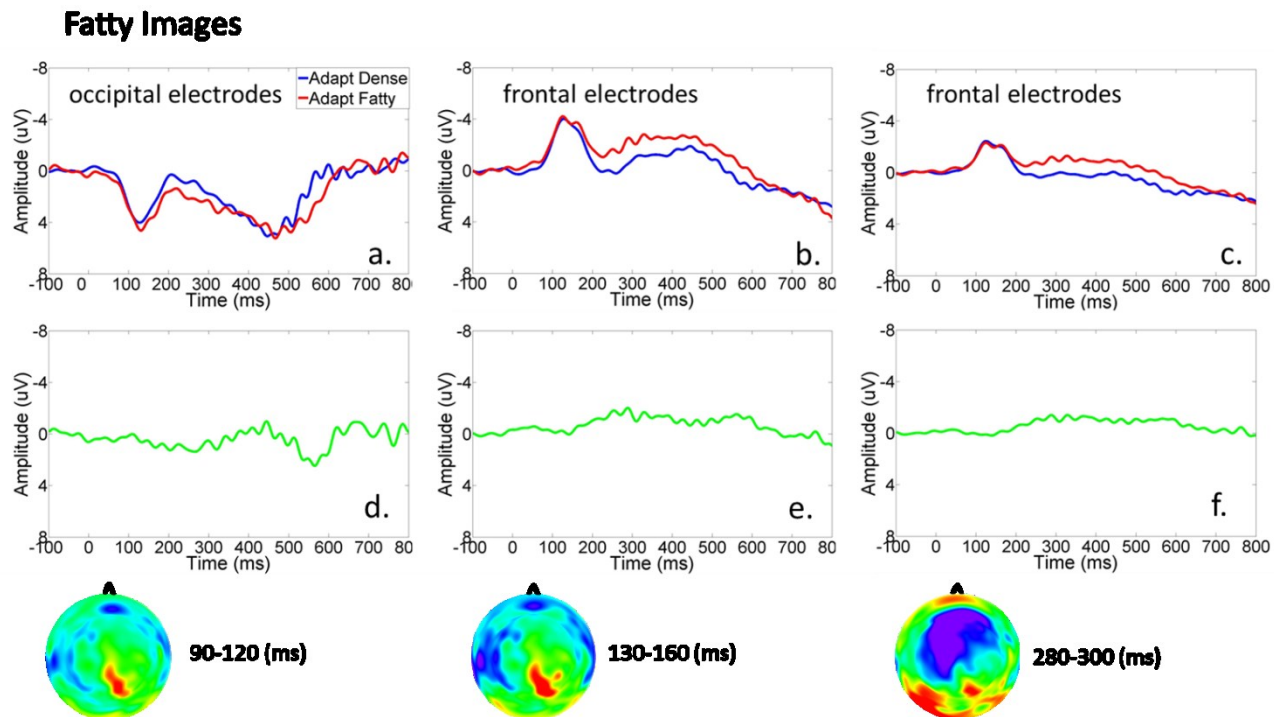 Fatty Images
-8
-4
0
4
8
Amplitude (uV)
occipital electrodes
Adapt Dense
Adapt Fatty
a.
-100 0 100 200 300 400 500 600 700 80
Time (ms)
-8
-4
0
4
8
Amplitude (uV)
frontal electrodes
b.
-100 0 100 200 300 400 500 600 700 800
Time (ms)
-8
-4
0
4
8
Amplitude (uV)
frontal electrodes
c.
-100 0 100 200 300 400 500 600 700 800
Time (ms)
-8
-4
0
4
8
Amplitude (uV)
d.
-100 0 100 200 300 400 500 600 700 80
Time (ms)
-8
-4
0
4
8
Amplitude (uV)
e.
-100 0 100 200 300 400 500 600 700 800
Time (ms)
-8
-4
0
4
8
Amplitude (uV)
f.
-100 0 100 200 300 400 500 600 700 800
Time (ms)
90-120 (ms)
130-160 (ms)
280-300 (ms)